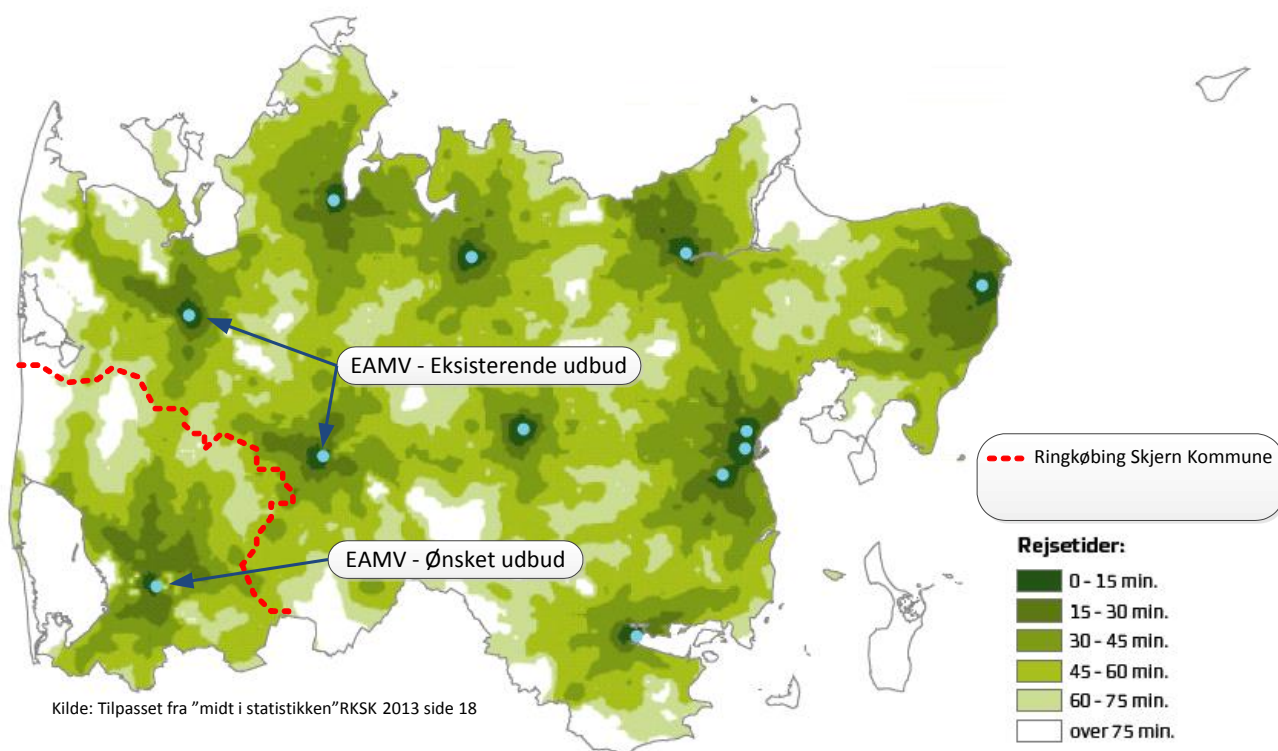 EAMV - Eksisterende udbud
Ringkøbing Skjern Kommune
EAMV - Ønsket udbud
Rejsetider:
0 - 15 min.
15 - 30 min.
30 - 45 min.
45 - 60 min.
60 - 75 min.
over 75 min.
Kilde: Tilpasset fra ”midt i statistikken”RKSK 2013 side 18